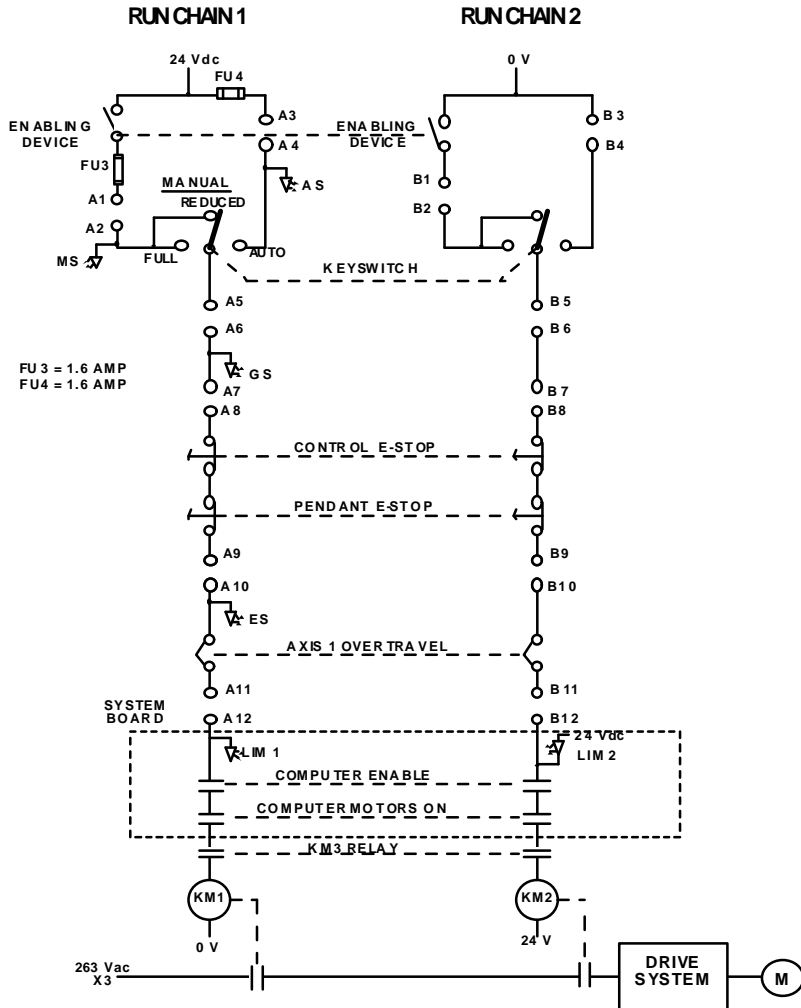 RUN CHAIN 1 RUN CHAIN 2
24 Vdc 0 V
FU4
A3 B3
ENABLING DEVICE ENABLING DEVICE
A4 B4
FU3
MANUAL
REDUCED
AS
A1 B1
A2 B2
MS FULL AUTO
KEYSWITCH
A5 B5
A6 B6
FU3 = 1.6 AMP
FU4 = 1.6 AMP
GS
A7 B7
A8 B8
CONTROL E-STOP
PENDANT E-STOP
A9 B9
A10 B10
ES
AXIS 1 OVERTRAVEL
A11 B11
SYSTEM BOARD
A12 B12
24 Vdc
LIM 1 LIM 2
COMPUTER ENABLE
COMPUTER MOTORS ON
KM3 RELAY
KM1 KM2
0 V 24 V
263 Vac
X3
DRIVE SYSTEM M